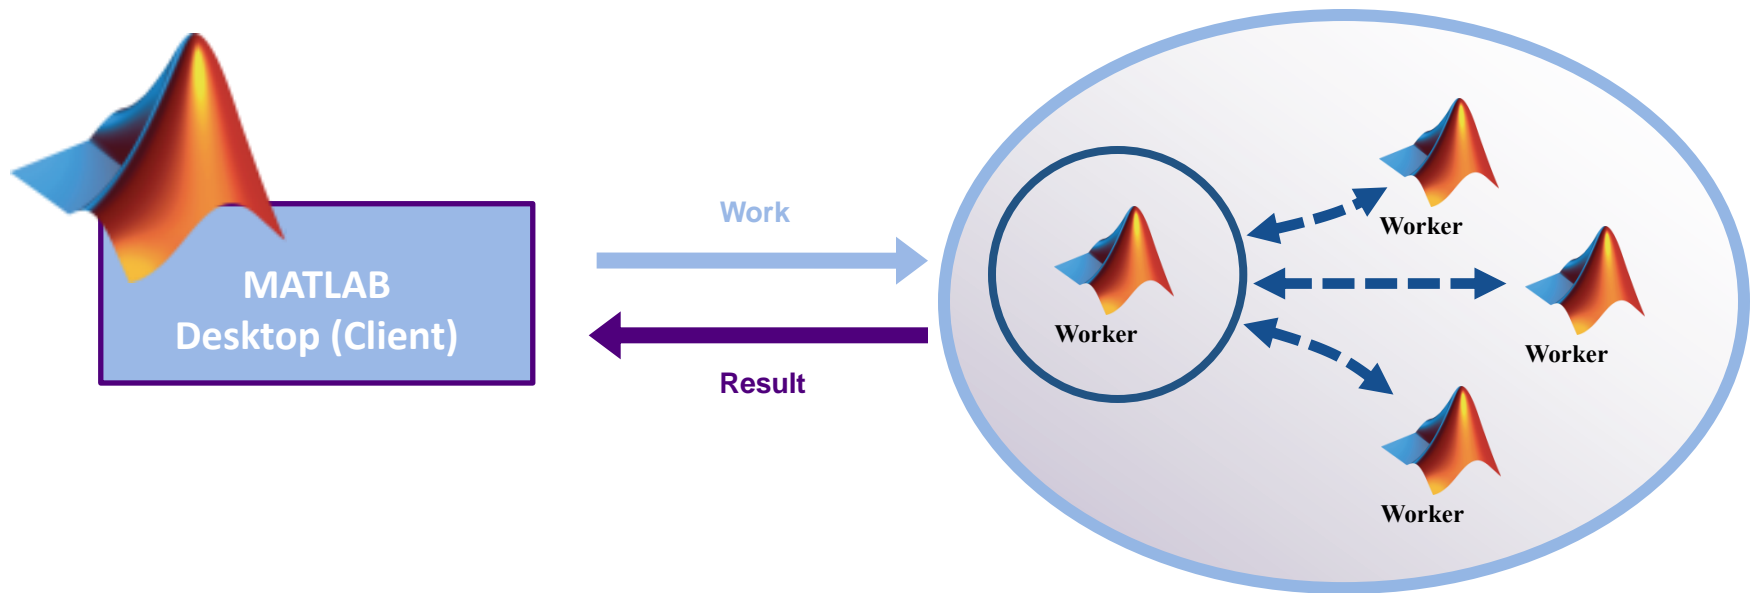 MATLAB
Desktop (Client)
Work
Result
Worker
Worker
Worker
Worker